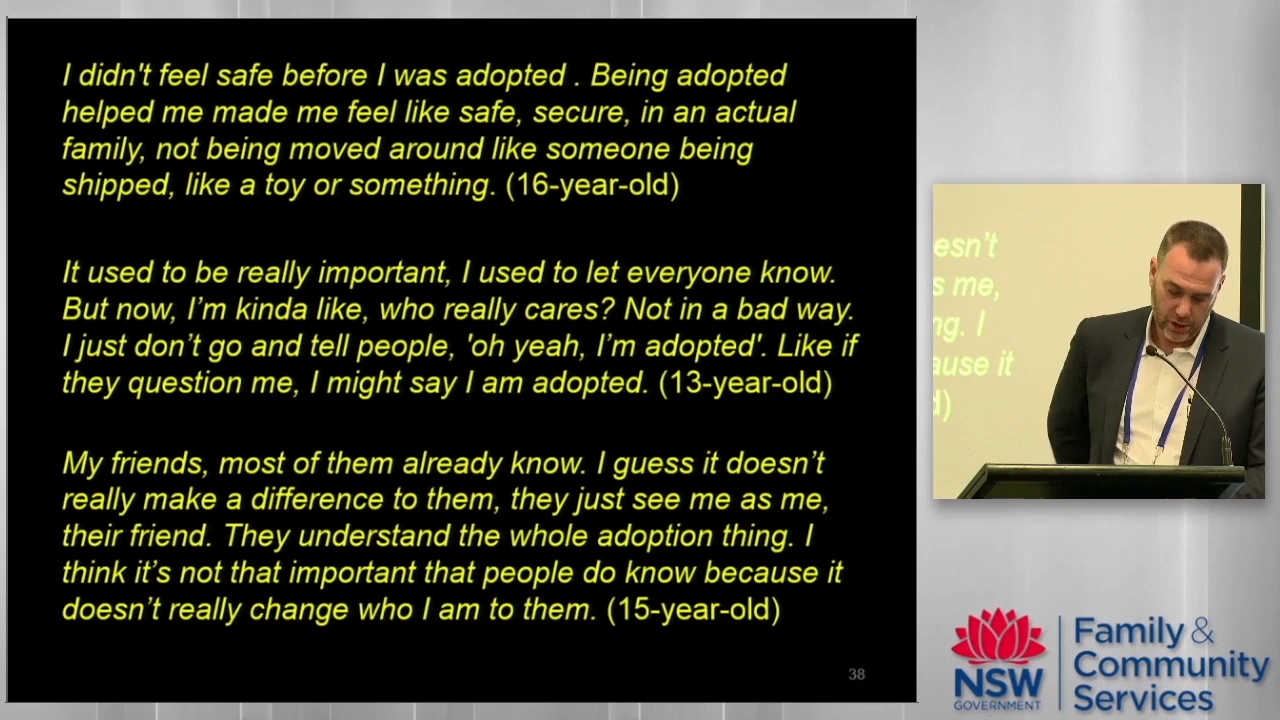 I didn't feel safe before I was adopted . Being adopted
helped me made me feel like safe, secure, in an actual
family, not being moved around like someone being
shipped, like a toy or something. (16-year-old)
It used to be really important, I used to let everyone know.
But now, I’m kinda like, who really cares? Not in a bad way.
I just don’t go and tell people, 'oh yeah, I’m adopted'. Like if
they question me, I might say I am adopted. (13-year-old)
My friends, most of them already know. I guess it doesn’t
really make a difference to them, they just see me as me,
their friend. They understand the whole adoption thing. I
think it’s not that important that people do know because it
doesn’t really change who I am to them. (15-year-old)
38
esn’t
s me,
ng. I
ause it
d)
NSW
GOVERNMENT
Family &
Community
Services